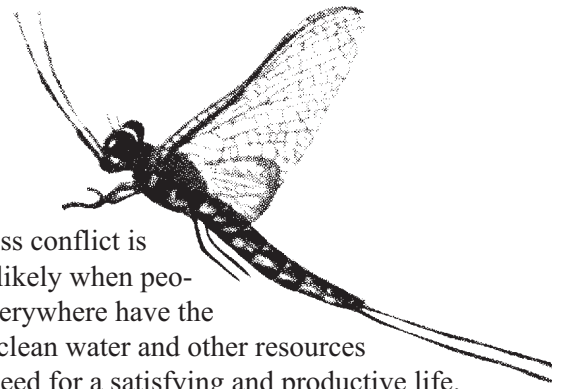 ss conflict is
likely when peo-
erywhere have the
clean water and other resources
eed for a satisfying and productive life.